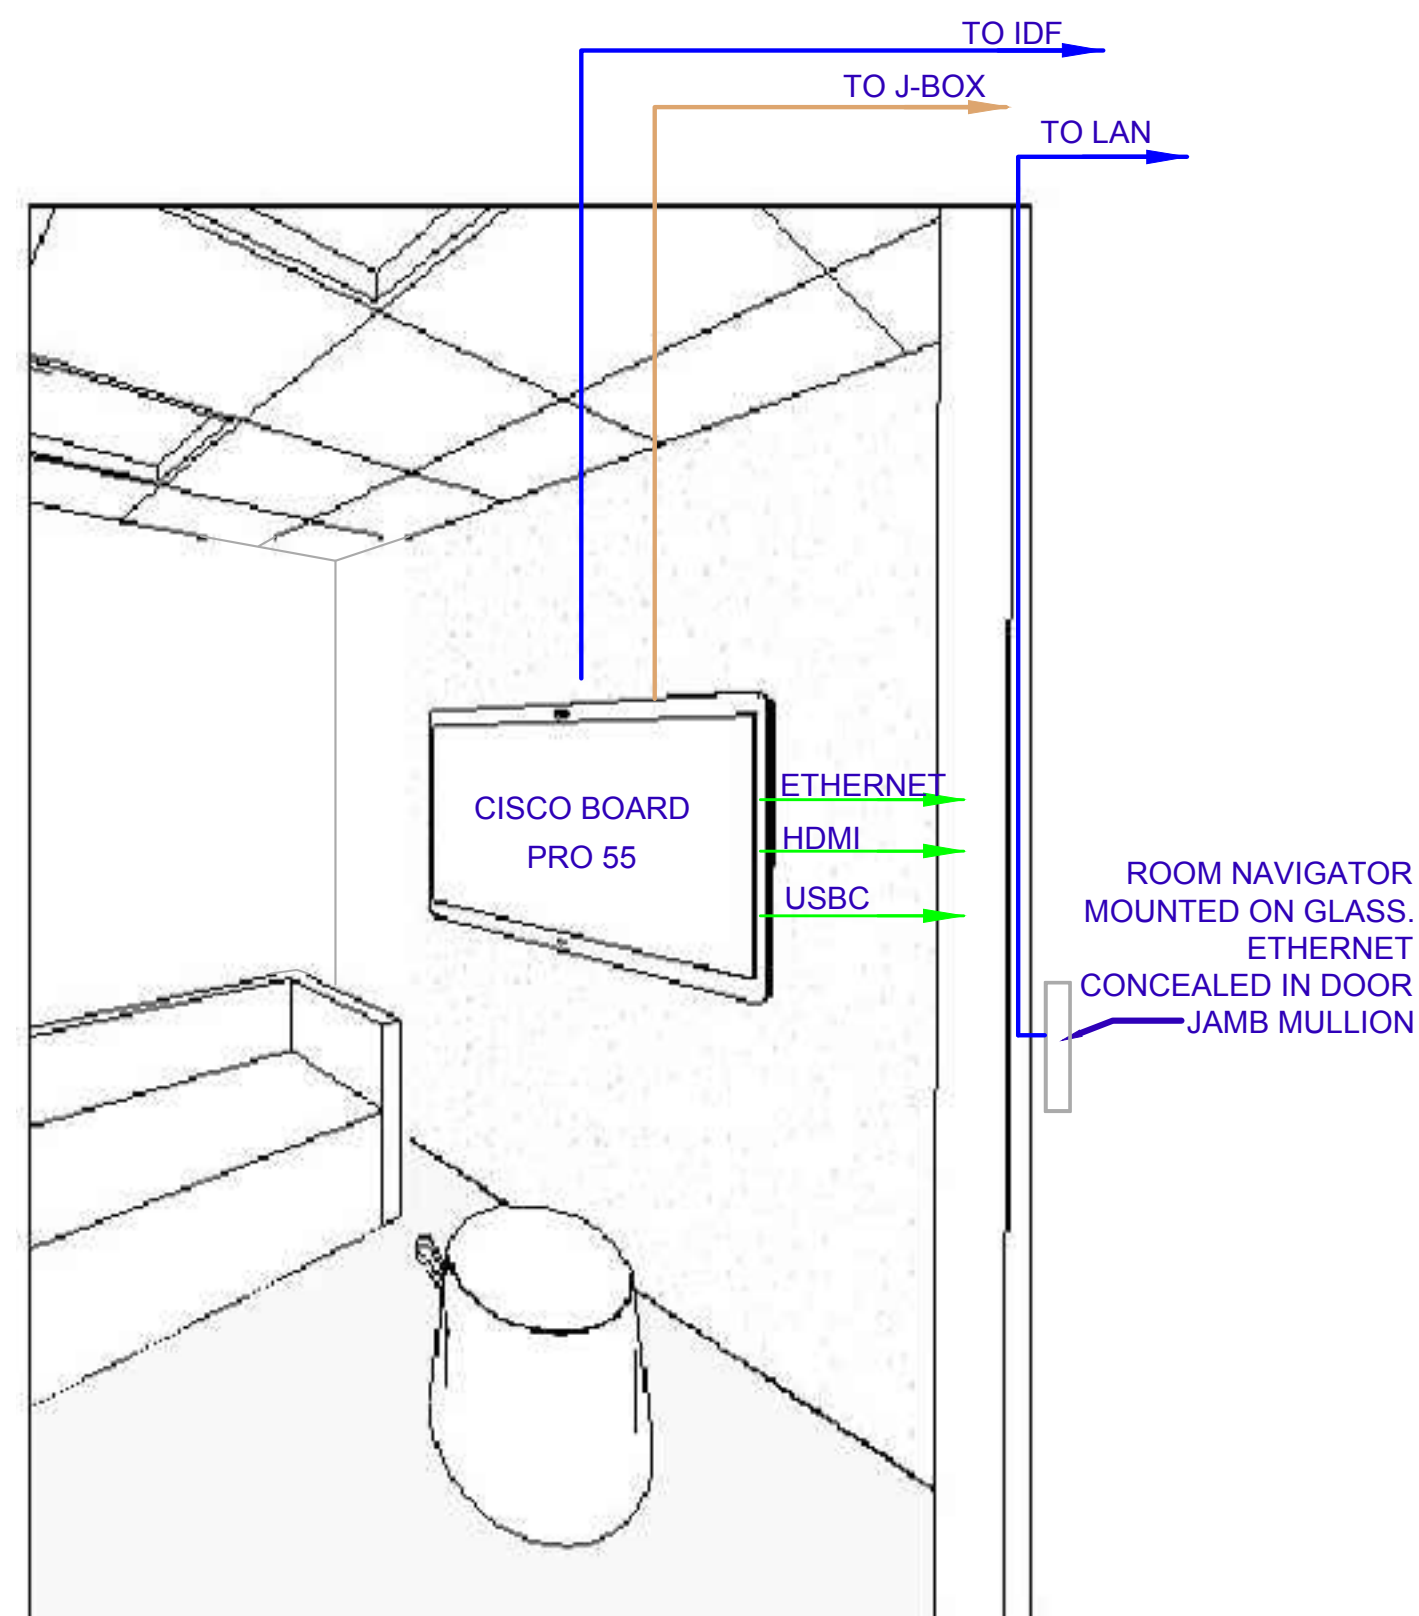 TO IDF
TO J-BOX
TO LAN
ETHERNET
CISCO BOARD
PRO 55
HDMI
USBC
ROOM NAVIGATOR
MOUNTED ON GLASS.
ETHERNET
CONCEALED IN DOOR
JAMB MULLION